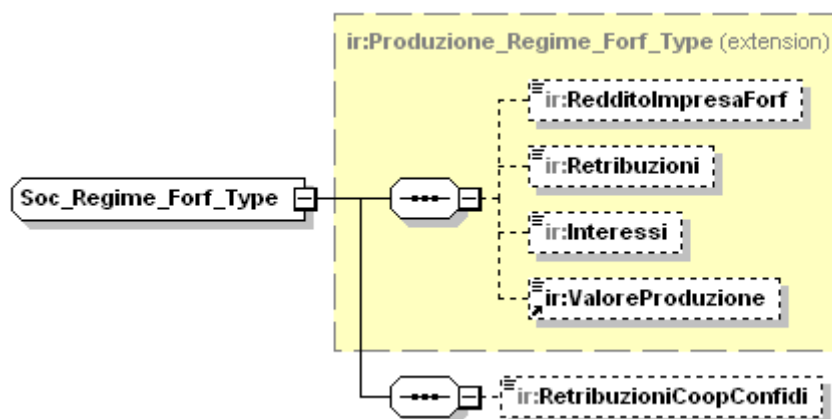 ir:Produzione_Regime_Forf_Type (extension)
ir:RedditoImpresaForf
ir:Retribuzioni
Soc_Regime_Forf_Type
ir:Interessi
ir:ValoreProduzione
ir:RetribuzioniCoopConfidi